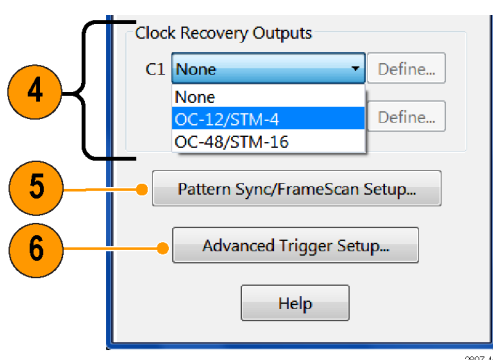 Clock Recovery Outputs
C1 None Define...
None
OC-12/STM-4 Define...
OC-48/STM-16
4
5 Pattern Sync/FrameScan Setup...
6 Advanced Trigger Setup...
Help